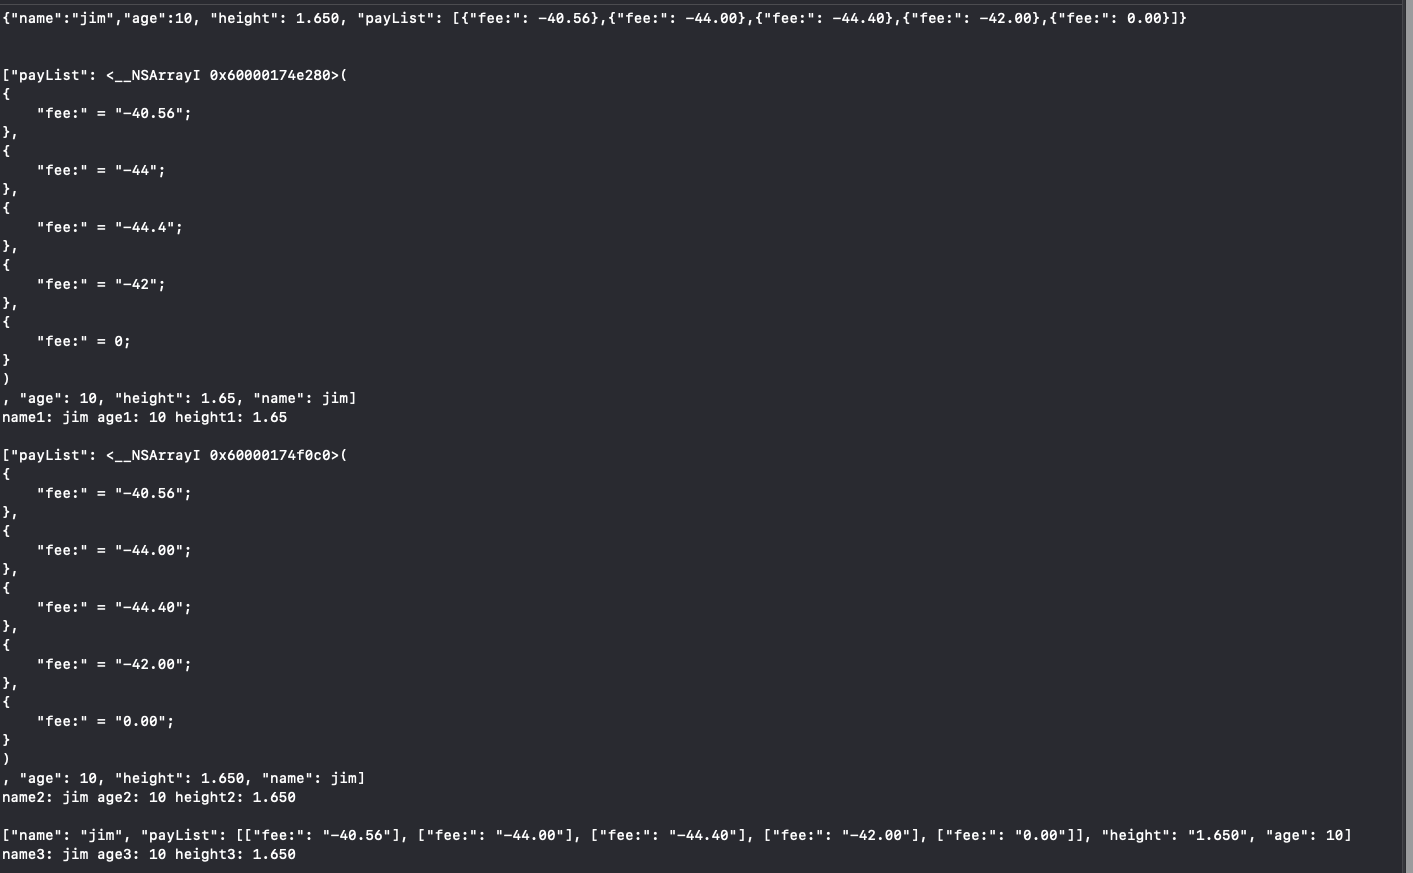 {"name":"jim","age":10, "height": 1.650, "payList": [{"fee:": -40.56},{"fee:": -44.00},{"fee:": -44.40},{"fee:": -42.00},{"fee:": 0.00}]}
["payList": <__NSArrayI 0x60000174e280>(
{
    "fee:" = "-40.56";
},
{
    "fee:" = "-44";
},
{
    "fee:" = "-44.4";
},
{
    "fee:" = "-42";
},
{
    "fee:" = 0;
}
)
, "age": 10, "height": 1.65, "name": jim]
name1: jim age1: 10 height1: 1.65
["payList": <__NSArrayI 0x60000174f0c0>(
{
    "fee:" = "-40.56";
},
{
    "fee:" = "-44.00";
},
{
    "fee:" = "-44.40";
},
{
    "fee:" = "-42.00";
},
{
    "fee:" = "0.00";
}
)
, "age": 10, "height": 1.650, "name": jim]
name2: jim age2: 10 height2: 1.650
["name": "jim", "payList": [["fee:": "-40.56"], ["fee:": "-44.00"], ["fee:": "-44.40"], ["fee:": "-42.00"], ["fee:": "0.00"]], "height": "1.650", "age": 10]
name3: jim age3: 10 height3: 1.650